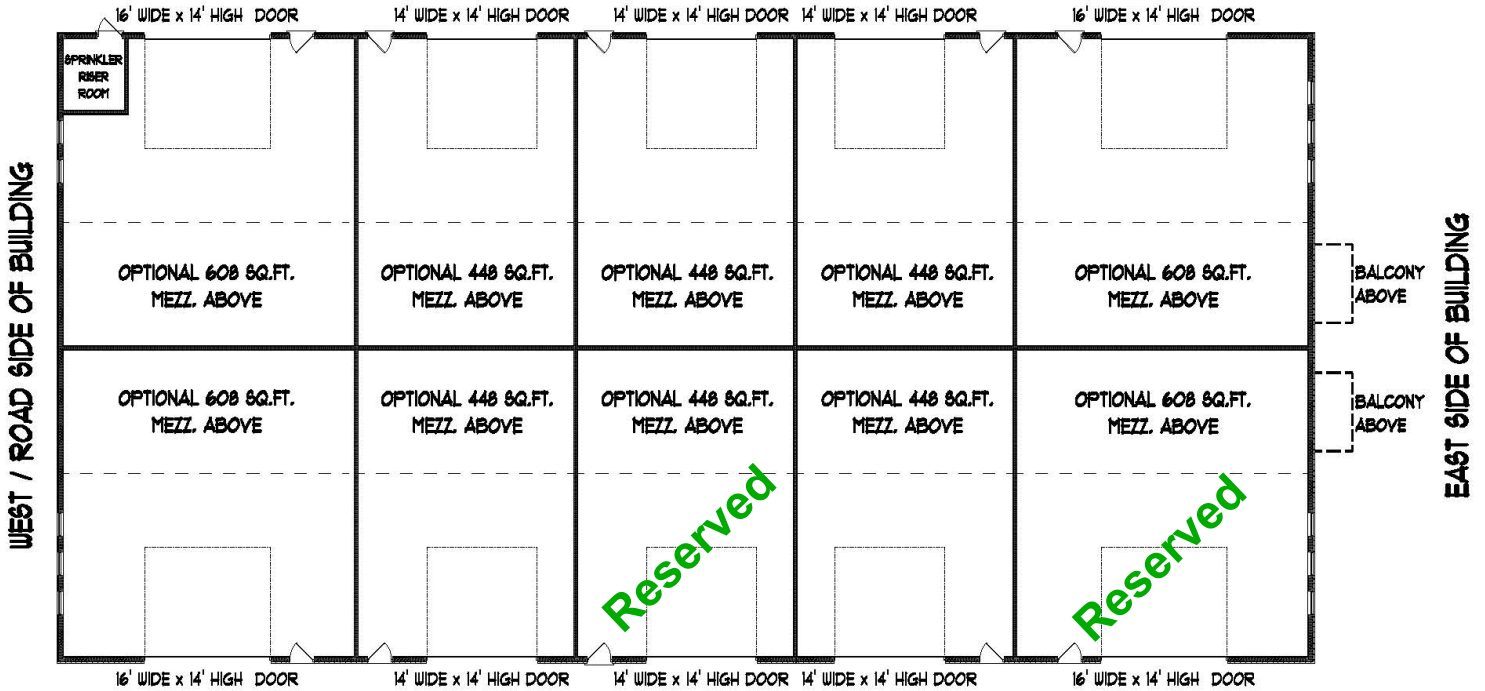 16' WIDE x 14' HIGH DOOR
14' WIDE x 14' HIGH DOOR
14' WIDE x 14' HIGH DOOR
14' WIDE x 14' HIGH DOOR
16' WIDE x 14' HIGH DOOR
SPRINKLER
RISER
ROOM
WEST / ROAD SIDE OF BUILDING
OPTIONAL 608 SQ.FT.
MEZZ. ABOVE
OPTIONAL 448 SQ.FT.
MEZZ. ABOVE
OPTIONAL 448 SQ.FT.
MEZZ. ABOVE
OPTIONAL 448 SQ.FT.
MEZZ. ABOVE
OPTIONAL 608 SQ.FT.
MEZZ. ABOVE
BALCONY
ABOVE
EAST SIDE OF BUILDING
OPTIONAL 608 SQ.FT.
MEZZ. ABOVE
OPTIONAL 448 SQ.FT.
MEZZ. ABOVE
OPTIONAL 448 SQ.FT.
MEZZ. ABOVE
OPTIONAL 448 SQ.FT.
MEZZ. ABOVE
OPTIONAL 608 SQ.FT.
MEZZ. ABOVE
BALCONY
ABOVE
Reserved
Reserved
16' WIDE x 14' HIGH DOOR
14' WIDE x 14' HIGH DOOR
14' WIDE x 14' HIGH DOOR
14' WIDE x 14' HIGH DOOR
16' WIDE x 14' HIGH DOOR